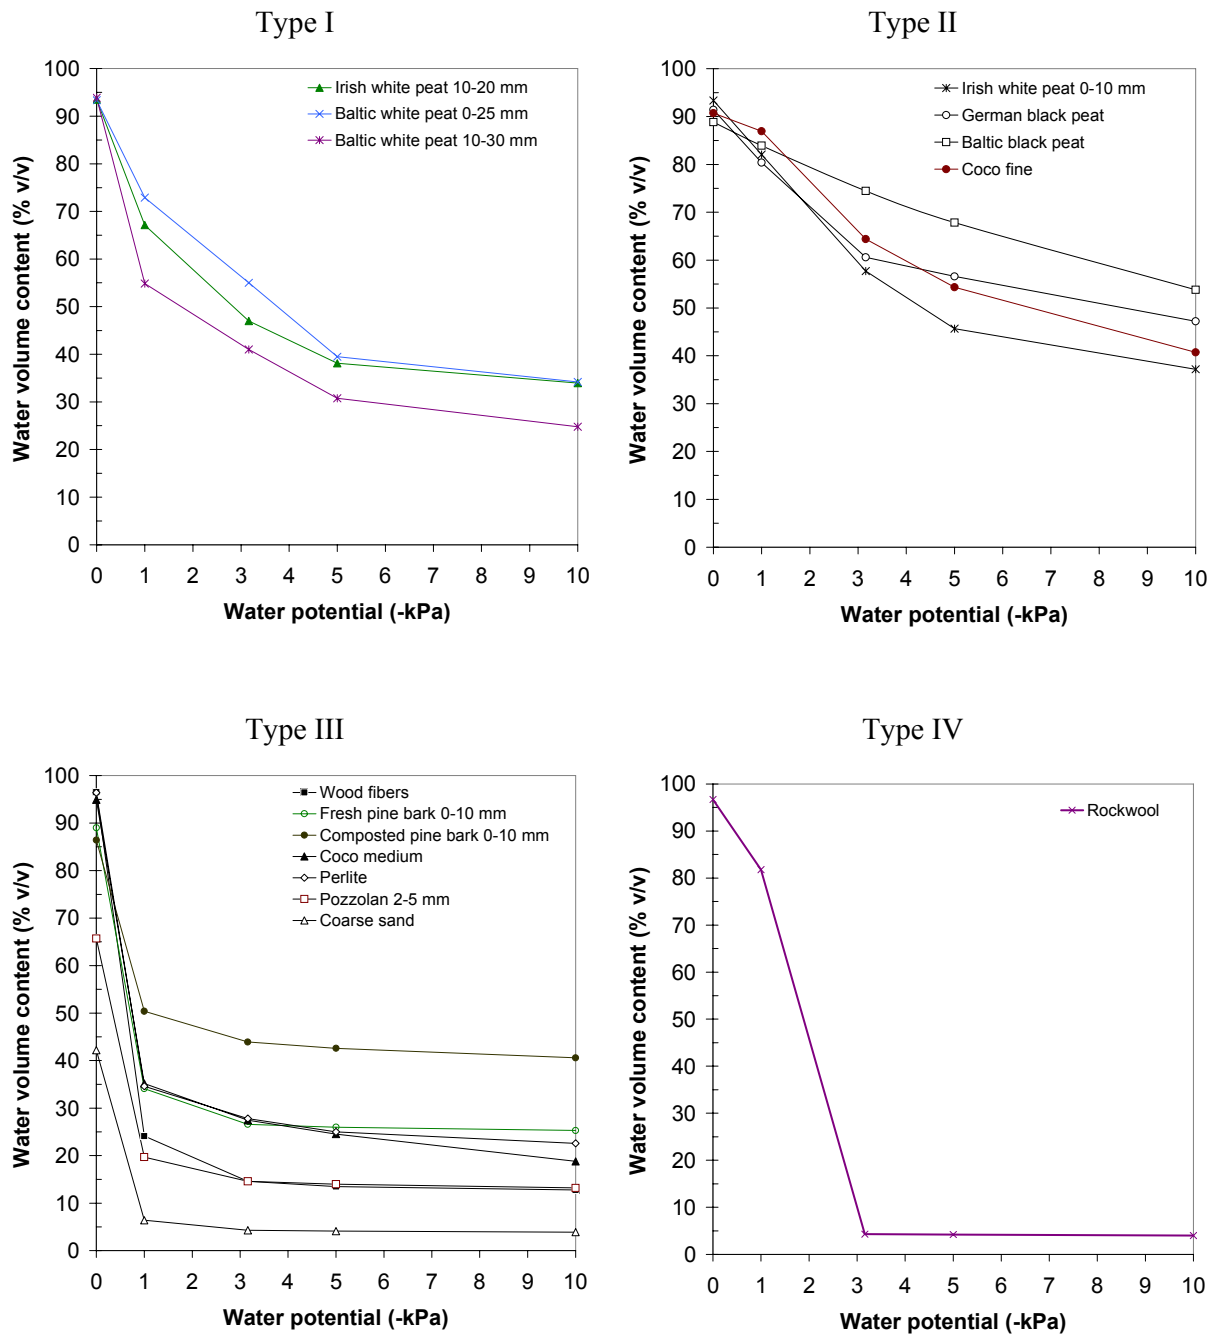 Type I
100
90
80
70
60
50
40
30
20
10
0
Water volume content (% v/v)
Irish white peat 10-20 mm
Baltic white peat 0-25 mm
Baltic white peat 10-30 mm
0 1 2 3 4 5 6 7 8 9 10
Water potential (-kPa)
Type II
100
90
80
70
60
50
40
30
20
10
0
Water volume content (% v/v)
Irish white peat 0-10 mm
German black peat
Baltic black peat
Coco fine
0 1 2 3 4 5 6 7 8 9 10
Water potential (-kPa)
Type III
100
90
80
70
60
50
40
30
20
10
0
Water volume content (% v/v)
Wood fibers
Fresh pine bark 0-10 mm
Composted pine bark 0-10 mm
Coco medium
Perlite
Pozzolan 2-5 mm
Coarse sand
0 1 2 3 4 5 6 7 8 9 10
Water potential (-kPa)
Type IV
100
90
80
70
60
50
40
30
20
10
0
Water volume content (% v/v)
Rockwool
0 1 2 3 4 5 6 7 8 9 10
Water potential (-kPa)